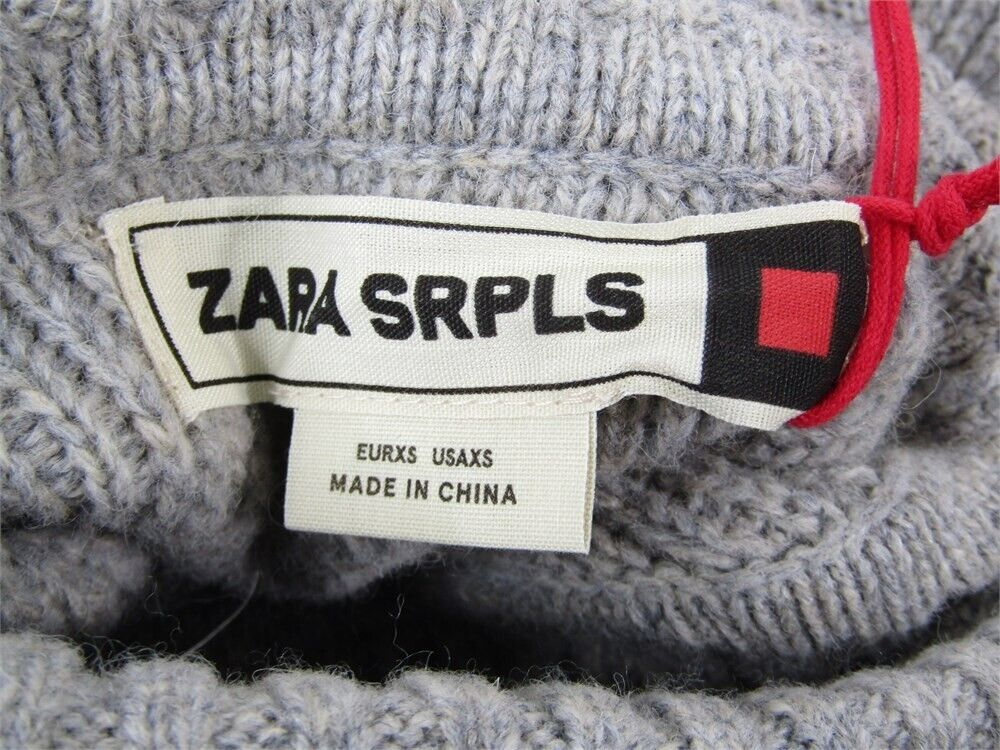 ZARA SRPLS
EURXS USAXS
MADE IN CHINA